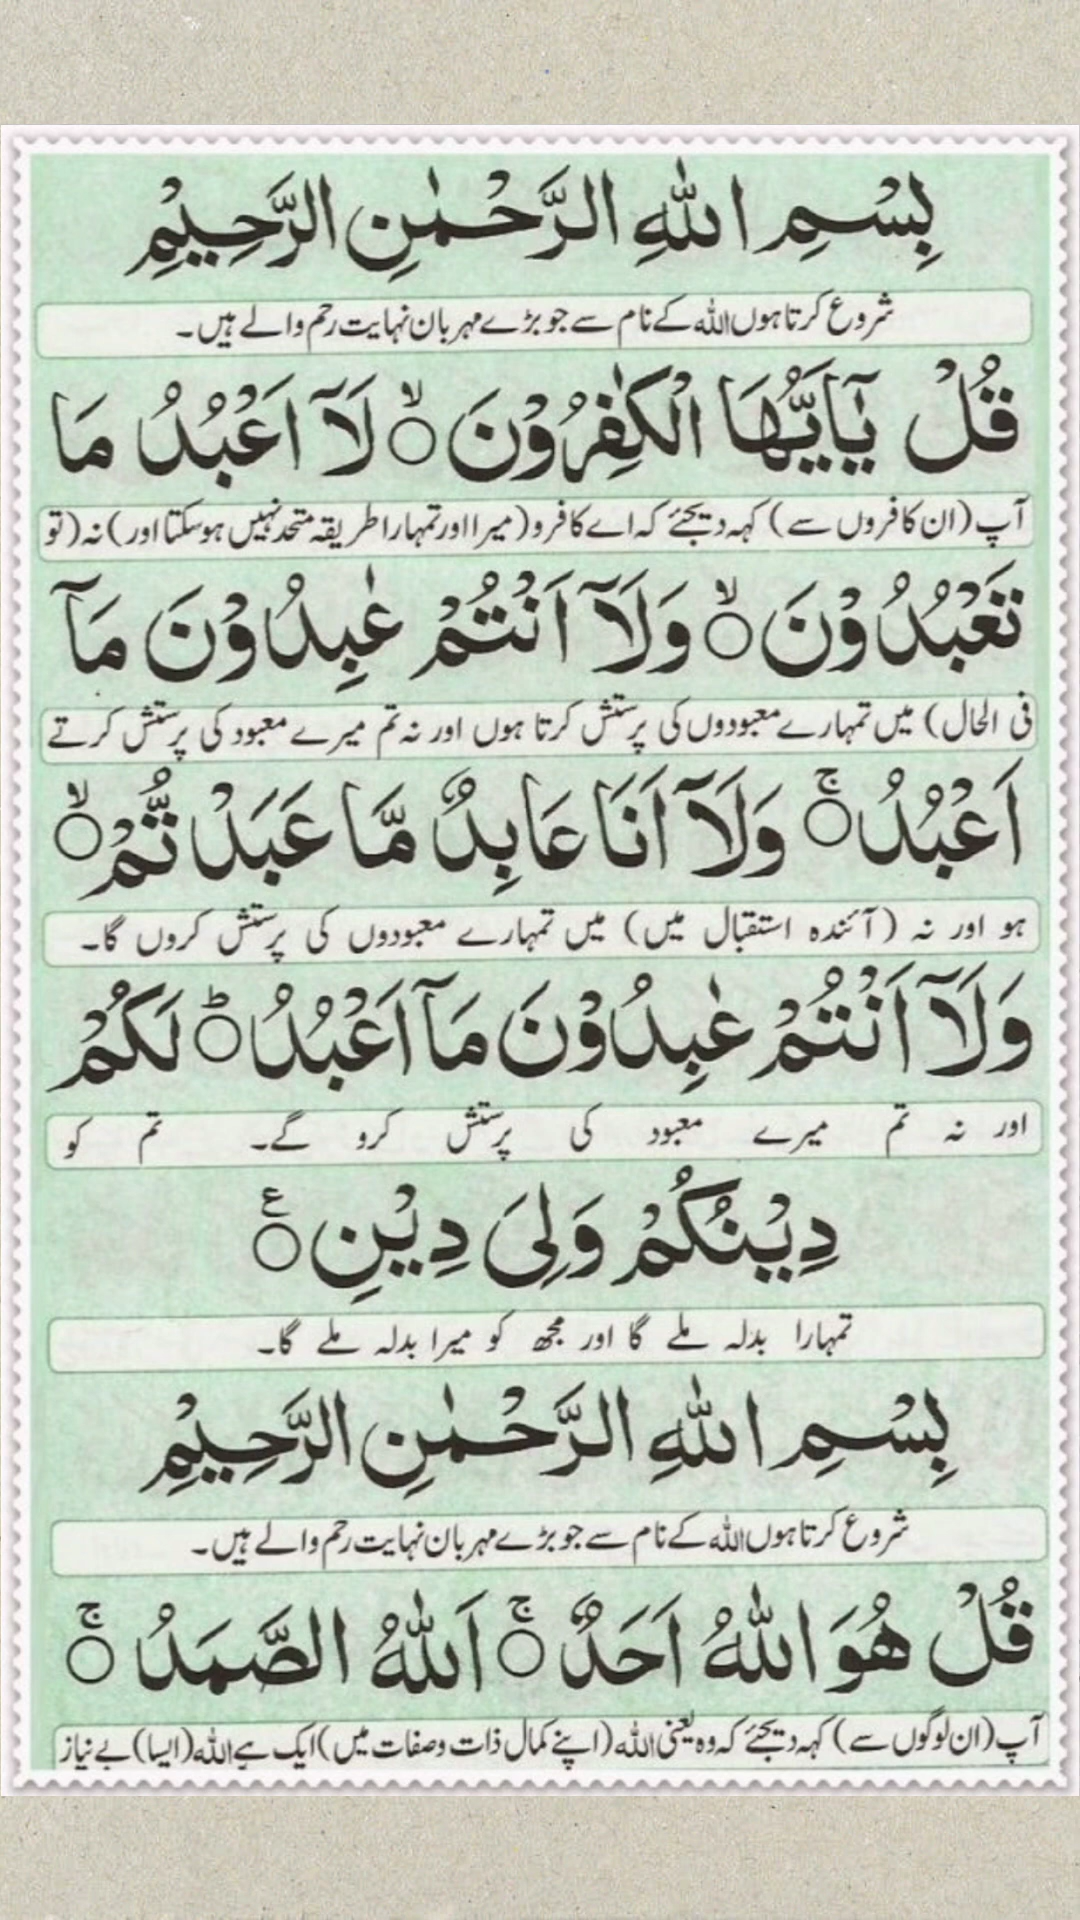 بِسْمِ اللّٰهِ الرَّحْمٰنِ الرَّحِيْمِ
شروع کرتا ہوں اللہ کے نام سے جو بڑے مہربان نہایت رحم والے ہیں۔
قُلْ يٰٓاَيُّهَا الْكٰفِرُوْنَ ۙ لَآ اَعْبُدُ مَا
آپ (ان کافروں سے) کہہ دیجئے کہ اے کافرو (میرا اور تمہارا طریقہ متحد نہیں ہو سکتا اور) نہ (تو
تَعْبُدُوْنَ ۙ وَلَآ اَنْتُمْ عٰبِدُوْنَ مَآ
فی الحال) میں تمہارے معبودوں کی پرستش کرتا ہوں اور نہ تم میرے معبود کی پرستش کرتے
اَعْبُدُ ۚ وَلَآ اَنَا عَابِدٌ مَّا عَبَدْتُّمْ ۙ
ہو اور نہ (آئندہ استقبال میں) میں تمہارے معبودوں کی پرستش کروں گا۔
وَلَآ اَنْتُمْ عٰبِدُوْنَ مَآ اَعْبُدُ ؕ لَكُمْ
اور نہ تم میرے معبود کی پرستش کرو گے۔ تم کو
دِيْنُكُمْ وَلِىَ دِيْنِ ۠
تمہارا بدلہ ملے گا اور مجھ کو میرا بدلہ ملے گا۔
بِسْمِ اللّٰهِ الرَّحْمٰنِ الرَّحِيْمِ
شروع کرتا ہوں اللہ کے نام سے جو بڑے مہربان نہایت رحم والے ہیں۔
قُلْ هُوَ اللّٰهُ اَحَدٌ ۚ اَللّٰهُ الصَّمَدُ ۚ
آپ (ان لوگوں سے) کہہ دیجئے کہ وہ یعنی اللہ (اپنے کمال ذات وصفات میں) ایک ہے اللہ (ایسا) بے نیاز